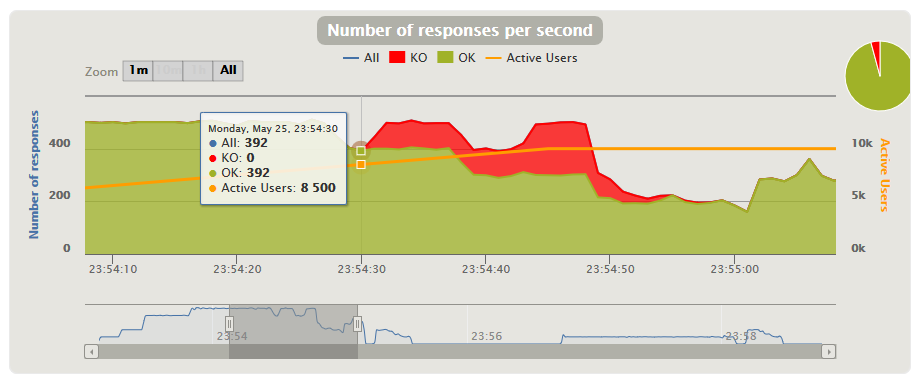 Number of responses per second
All KO OK Active Users
Zoom 1m 10m 1h All
Number of responses
400
200
0
Monday, May 25, 23:54:30
All: 392
KO: 0
OK: 392
Active Users: 8 500
10k
5k
0k
Active Users
23:54:10 23:54:20 23:54:30 23:54:40 23:54:50 23:55:00
23:54 23:56 23:58